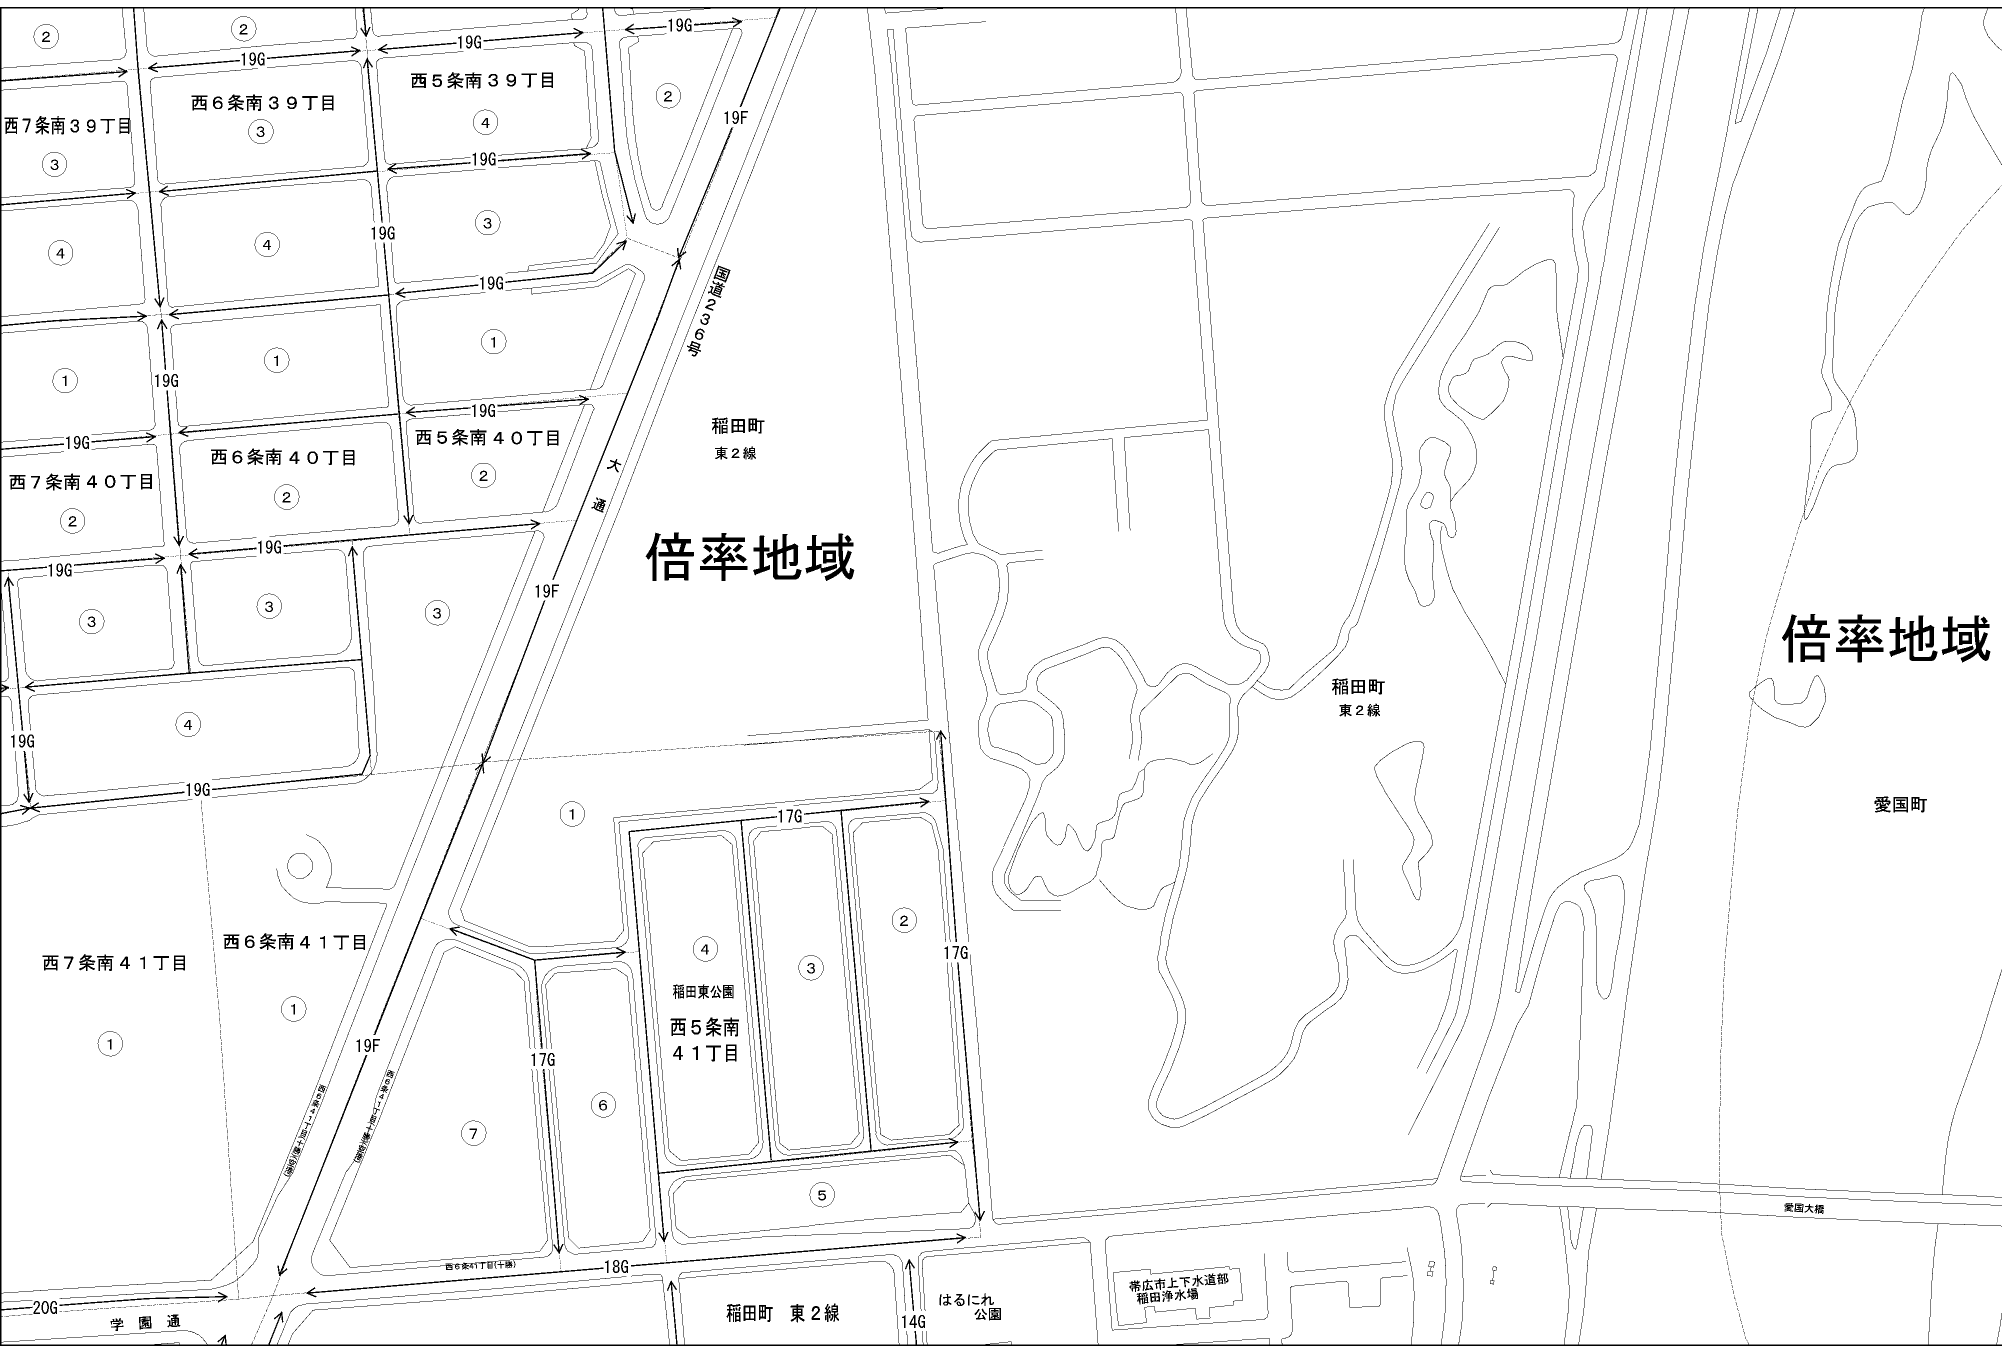 ②
②
19G
19G
19G
西５条南３９丁目
西６条南３９丁目
②
19F
④
西７条南３９丁目
③
③
19G
③
19G
④
④
国道２３６号
19G
①
①
19G
①
19G
稲田町
東２線
19G
西５条南４０丁目
西６条南４０丁目
大通
②
西７条南４０丁目
②
②
19G
倍率地域
19G
19F
③
③
③
倍率地域
稲田町
東２線
④
19G
19G
①
17G
愛国町
②
西６条南４１丁目
西７条南４１丁目
④
③
17G
稲田東公園
①
西５条南
４１丁目
①
19F
17G
⑥
⑦
⑤
愛国大橋
西６条41丁目(十勝)
18G
20G
学園通
稲田町　東２線
14G
はるにれ
公園
帯広市上下水道部
稲田浄水場